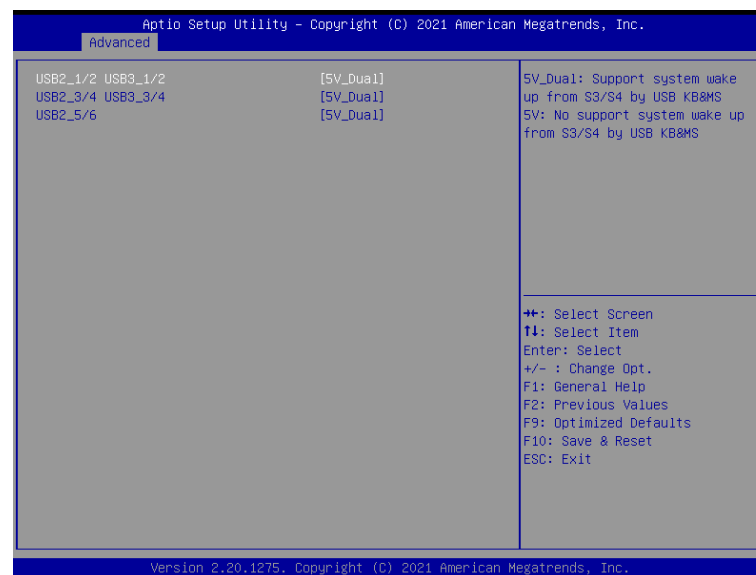 Aptio Setup Utility – Copyright (C) 2021 American Megatrends, Inc.
Advanced
USB2_1/2 USB3_1/2 [5V_Dual]
USB2_3/4 USB3_3/4 [5V_Dual]
USB2_5/6 [5V_Dual]
5V_Dual: Support system wake
up from S3/S4 by USB KB&MS
5V: No support system wake up
from S3/S4 by USB KB&MS
→←: Select Screen
↑↓: Select Item
Enter: Select
+/- : Change Opt.
F1: General Help
F2: Previous Values
F9: Optimized Defaults
F10: Save & Reset
ESC: Exit
Version 2.20.1275. Copyright (C) 2021 American Megatrends, Inc.